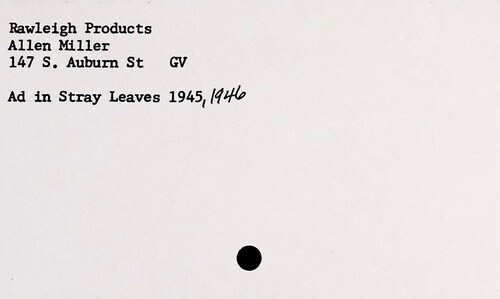 Rawleigh Products
Allen Miller
147 S. Auburn St GV
Ad in Stray Leaves 1945, 1946